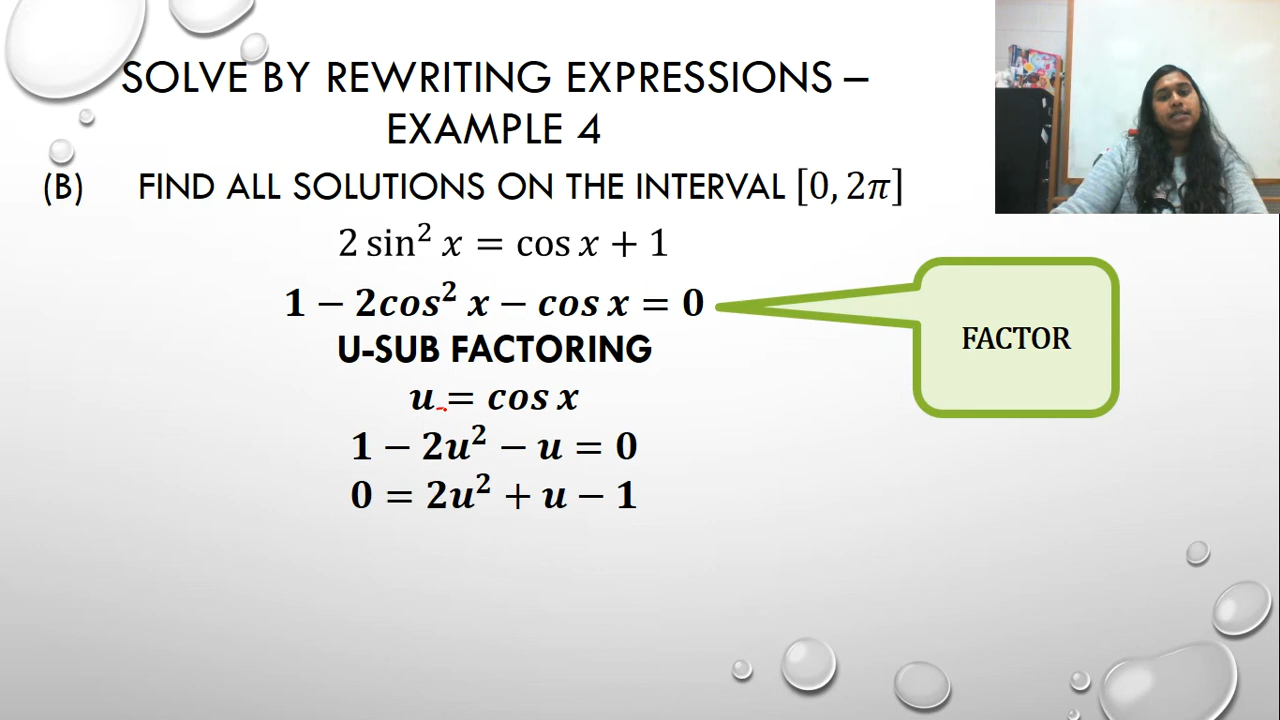 SOLVE BY REWRITING EXPRESSIONS –
EXAMPLE 4
(B) FIND ALL SOLUTIONS ON THE INTERVAL [0, 2π]
2 sin² x = cos x + 1
1 − 2cos² x − cos x = 0
FACTOR
U-SUB FACTORING
u = cos x
1 − 2u² − u = 0
0 = 2u² + u − 1